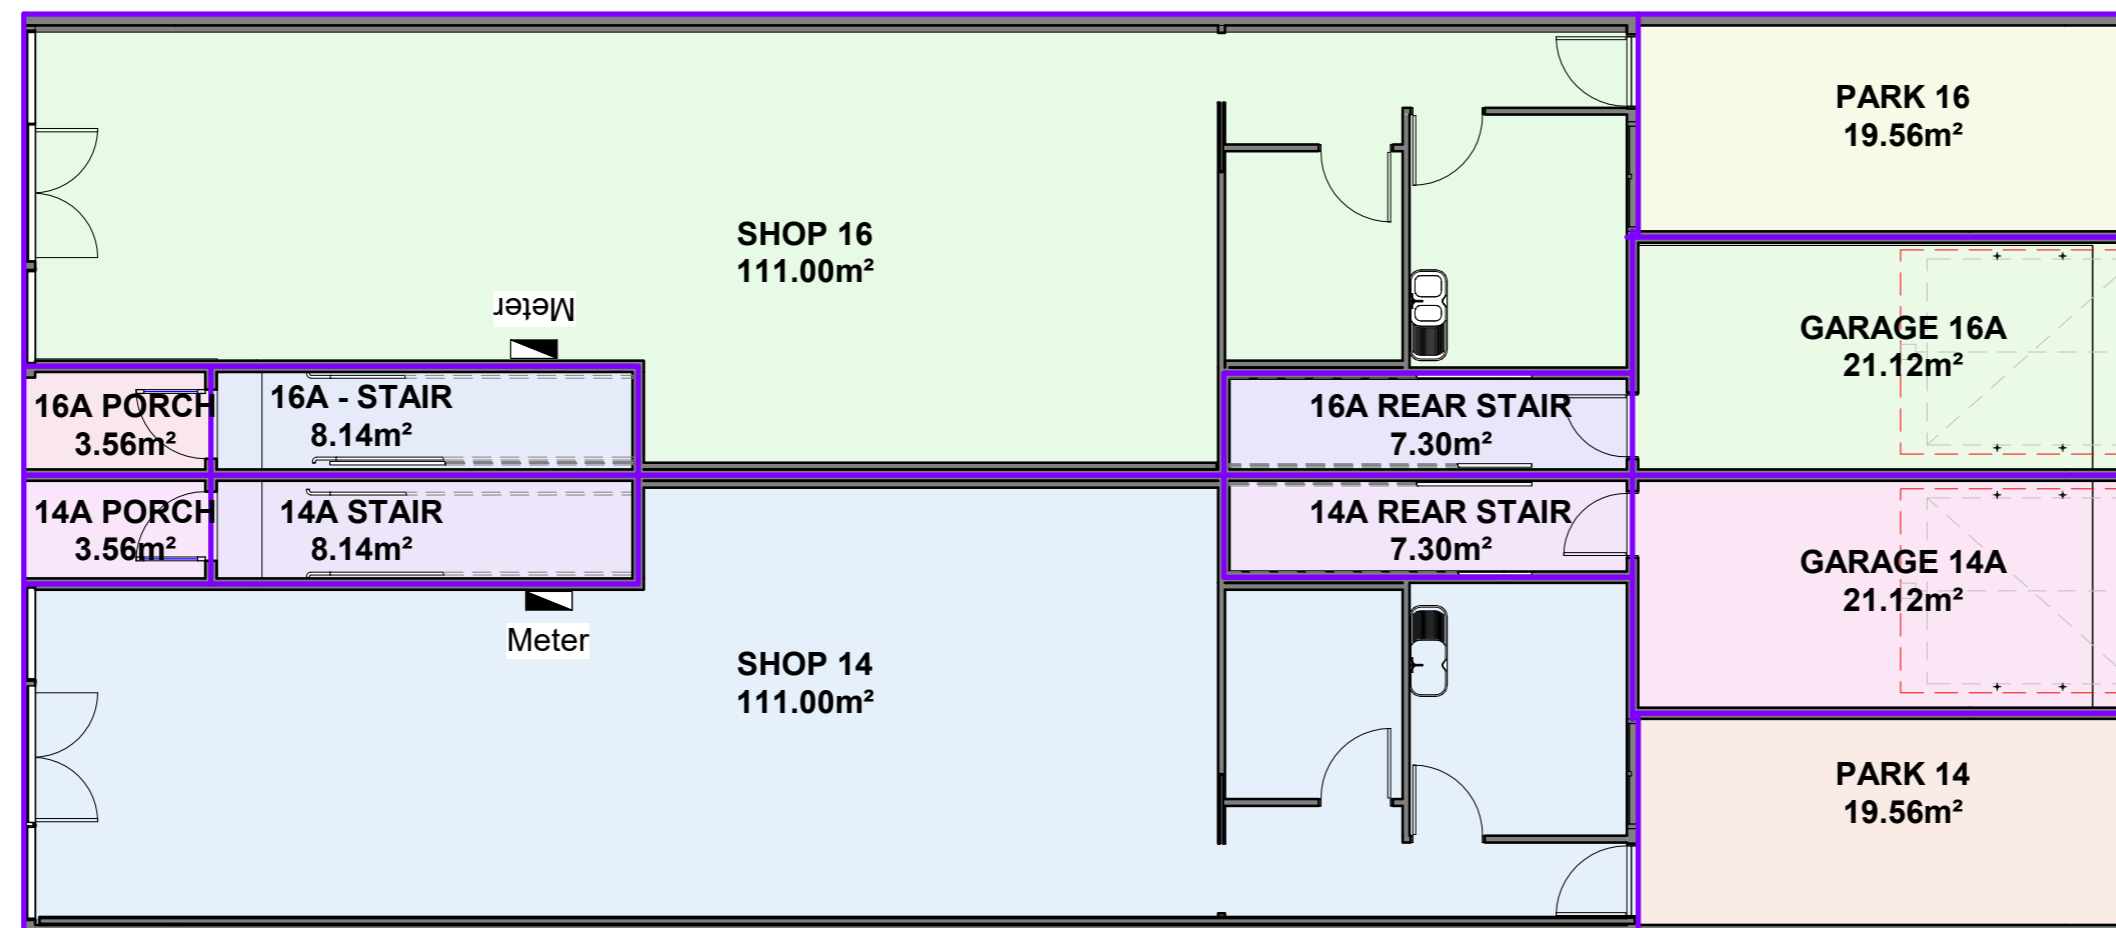 PARK 16
19.56m²
SHOP 16
111.00m²
Meter
GARAGE 16A
21.12m²
16A PORCH
3.56m²
16A - STAIR
8.14m²
16A REAR STAIR
7.30m²
14A PORCH
3.56m²
14A STAIR
8.14m²
14A REAR STAIR
7.30m²
GARAGE 14A
21.12m²
Meter
SHOP 14
111.00m²
PARK 14
19.56m²